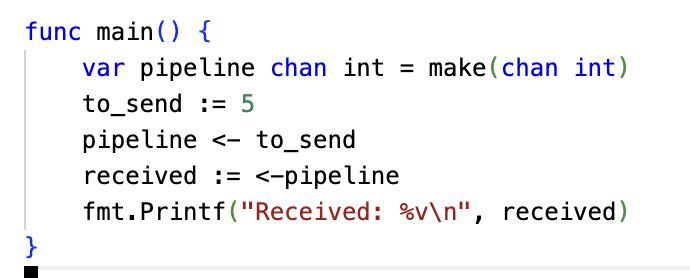 func main() {
    var pipeline chan int = make(chan int)
    to_send := 5
    pipeline <- to_send
    received := <-pipeline
    fmt.Printf("Received: %v\n", received)
}